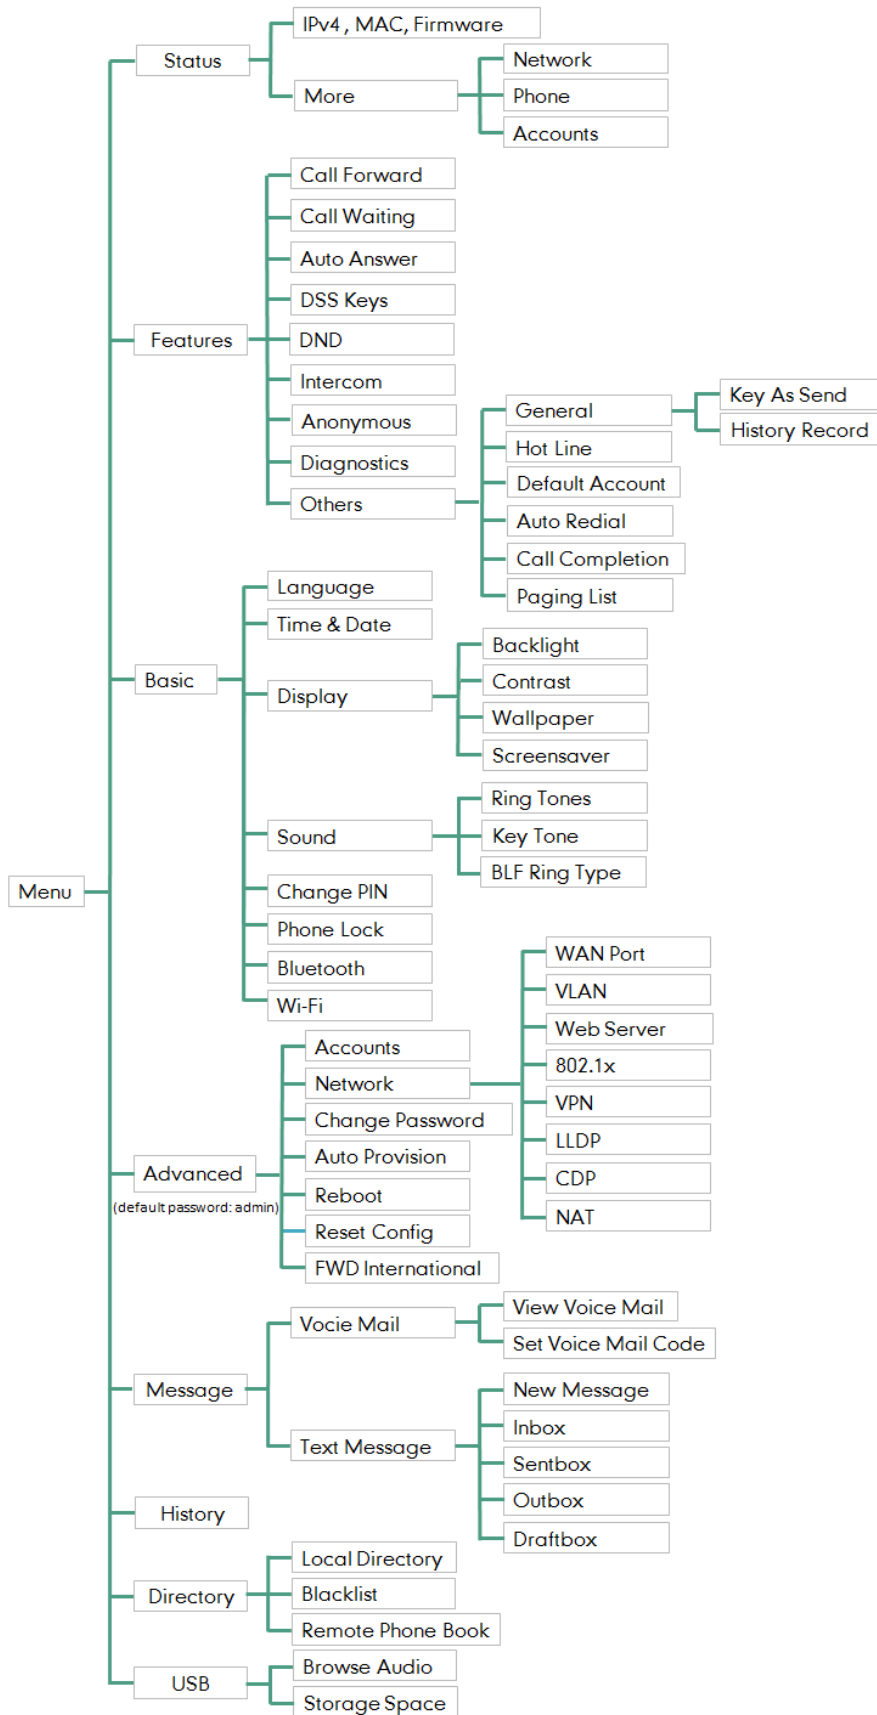 Menu
Status
IPv4 , MAC, Firmware
More
Network
Phone
Accounts
Features
Call Forward
Call Waiting
Auto Answer
DSS Keys
DND
Intercom
Anonymous
Diagnostics
Others
General
Key As Send
History Record
Hot Line
Default Account
Auto Redial
Call Completion
Paging List
Basic
Language
Time & Date
Display
Backlight
Contrast
Wallpaper
Screensaver
Sound
Ring Tones
Key Tone
BLF Ring Type
Change PIN
Phone Lock
Bluetooth
Wi-Fi
Advanced
(default password: admin)
Accounts
Network
WAN Port
VLAN
Web Server
802.1x
VPN
LLDP
CDP
NAT
Change Password
Auto Provision
Reboot
Reset Config
FWD International
Message
Vocie Mail
View Voice Mail
Set Voice Mail Code
Text Message
New Message
Inbox
Sentbox
Outbox
Draftbox
History
Directory
Local Directory
Blacklist
Remote Phone Book
USB
Browse Audio
Storage Space